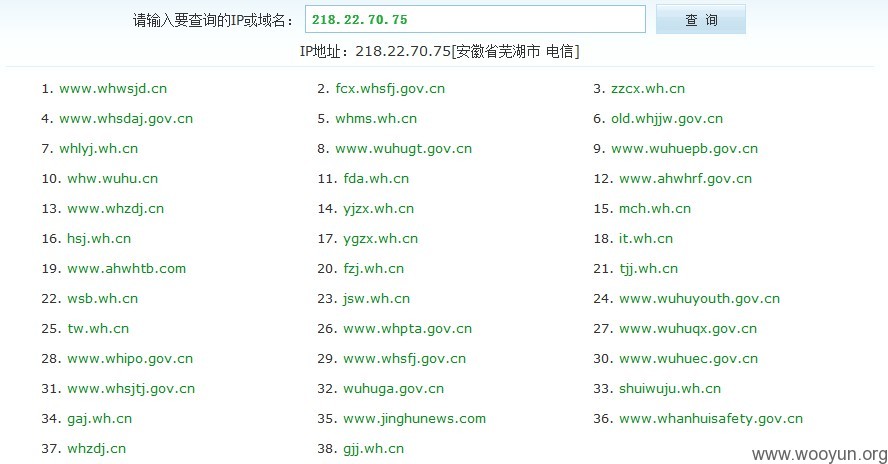 请输入要查询的IP或域名： 218.22.70.75 查 询
IP地址：218.22.70.75[安徽省芜湖市 电信]
1. www.whwsjd.cn 2. fcx.whsfj.gov.cn 3. zzcx.wh.cn
4. www.whsdaj.gov.cn 5. whms.wh.cn 6. old.whjjw.gov.cn
7. whlyj.wh.cn 8. www.wuhugt.gov.cn 9. www.wuhuepb.gov.cn
10. whw.wuhu.cn 11. fda.wh.cn 12. www.ahwhrf.gov.cn
13. www.whzdj.cn 14. yjzx.wh.cn 15. mch.wh.cn
16. hsj.wh.cn 17. ygzx.wh.cn 18. it.wh.cn
19. www.ahwhtb.com 20. fzj.wh.cn 21. tjj.wh.cn
22. wsb.wh.cn 23. jsw.wh.cn 24. www.wuhuyouth.gov.cn
25. tw.wh.cn 26. www.whpta.gov.cn 27. www.wuhuqx.gov.cn
28. www.whipo.gov.cn 29. www.whsfj.gov.cn 30. www.wuhuec.gov.cn
31. www.whsjtj.gov.cn 32. wuhuga.gov.cn 33. shuiwuju.wh.cn
34. gaj.wh.cn 35. www.jinghunews.com 36. www.whanhuisafety.gov.cn
37. whzdj.cn 38. gjj.wh.cn
www.wooyun.org